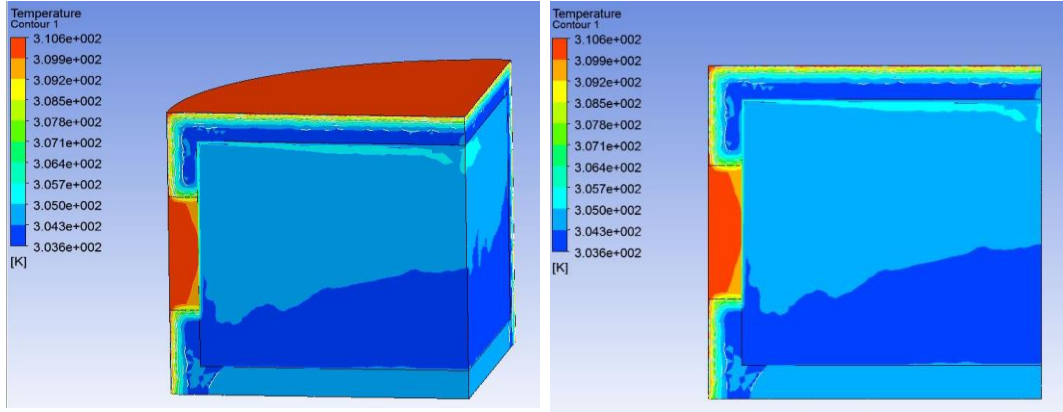 Temperature
Contour 1
3.106e+002
3.099e+002
3.092e+002
3.085e+002
3.078e+002
3.071e+002
3.064e+002
3.057e+002
3.050e+002
3.043e+002
3.036e+002
[K]
Temperature
Contour 1
3.106e+002
3.099e+002
3.092e+002
3.085e+002
3.078e+002
3.071e+002
3.064e+002
3.057e+002
3.050e+002
3.043e+002
3.036e+002
[K]